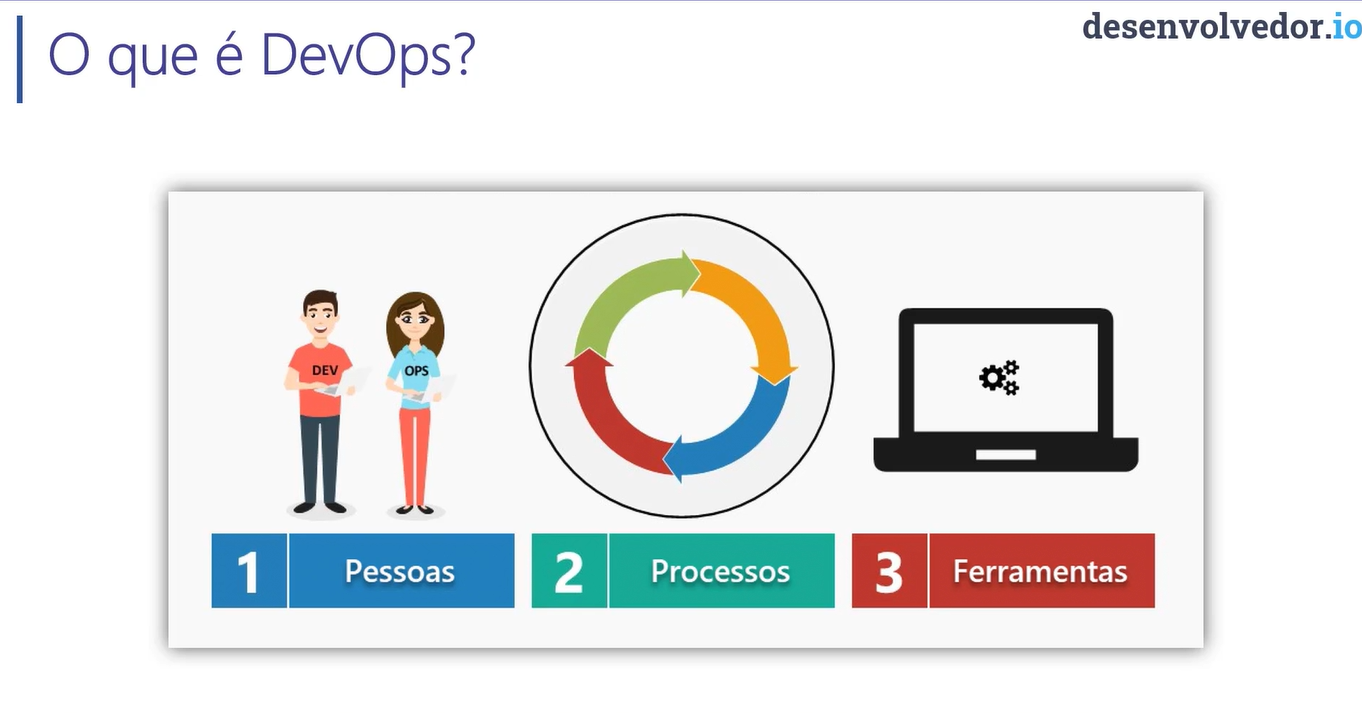 O que é DevOps?
desenvolvedor.io
DEV
OPS
1 Pessoas
2 Processos
3 Ferramentas